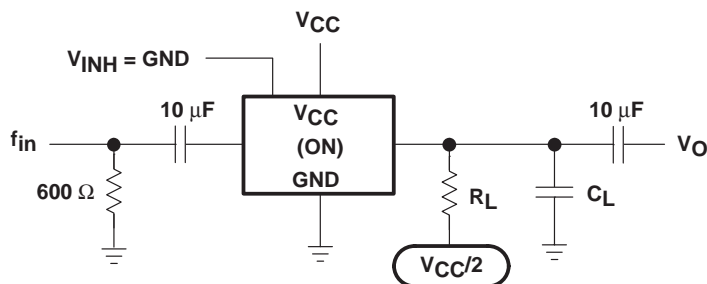 VCC
VINH = GND
10 μF
VCC
10 μF
fin
(ON)
VO
GND
600 Ω
RL
CL
VCC/2